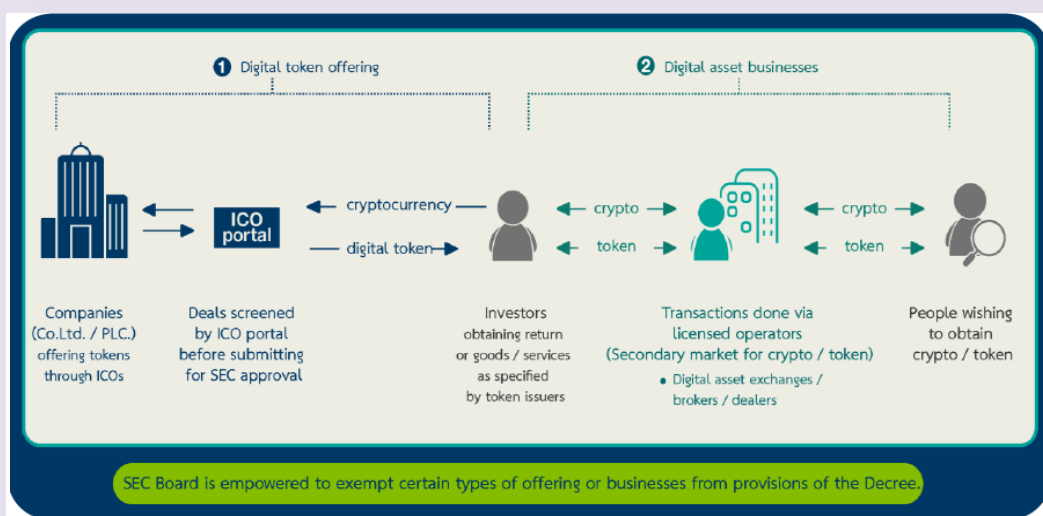 1 Digital token offering
2 Digital asset businesses
ICO
portal
cryptocurrency
digital token
crypto
token
crypto
token
Companies
(Co.Ltd. / PLC.)
offering tokens
through ICOs
Deals screened
by ICO portal
before submitting
for SEC approval
Investors
obtaining return
or goods / services
as specified
by token issuers
Transactions done via
licensed operators
(Secondary market for crypto / token)
• Digital asset exchanges /
brokers / dealers
People wishing
to obtain
crypto / token
SEC Board is empowered to exempt certain types of offering or businesses from provisions of the Decree.